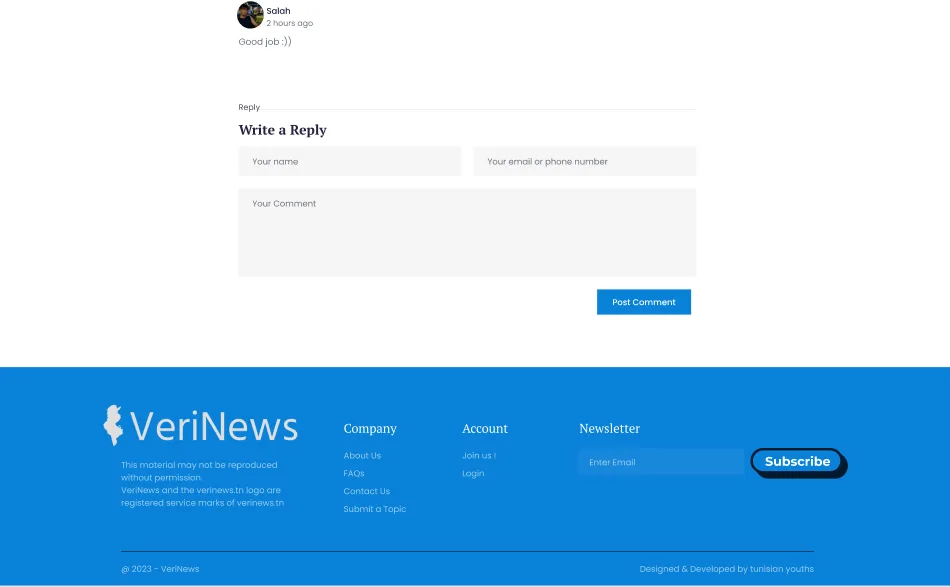 Salah
2 hours ago
Good job :))
Reply
Write a Reply
Your name
Your email or phone number
Your Comment
Post Comment
VeriNews
This material may not be reproduced
without permission.
VeriNews and the verinews.tn logo are
registered service marks of verinews.tn
Company
About Us
FAQs
Contact Us
Submit a Topic
Account
Join us !
Login
Newsletter
Enter Email
Subscribe
@ 2023 - VeriNews
Designed & Developed by tunisian youths